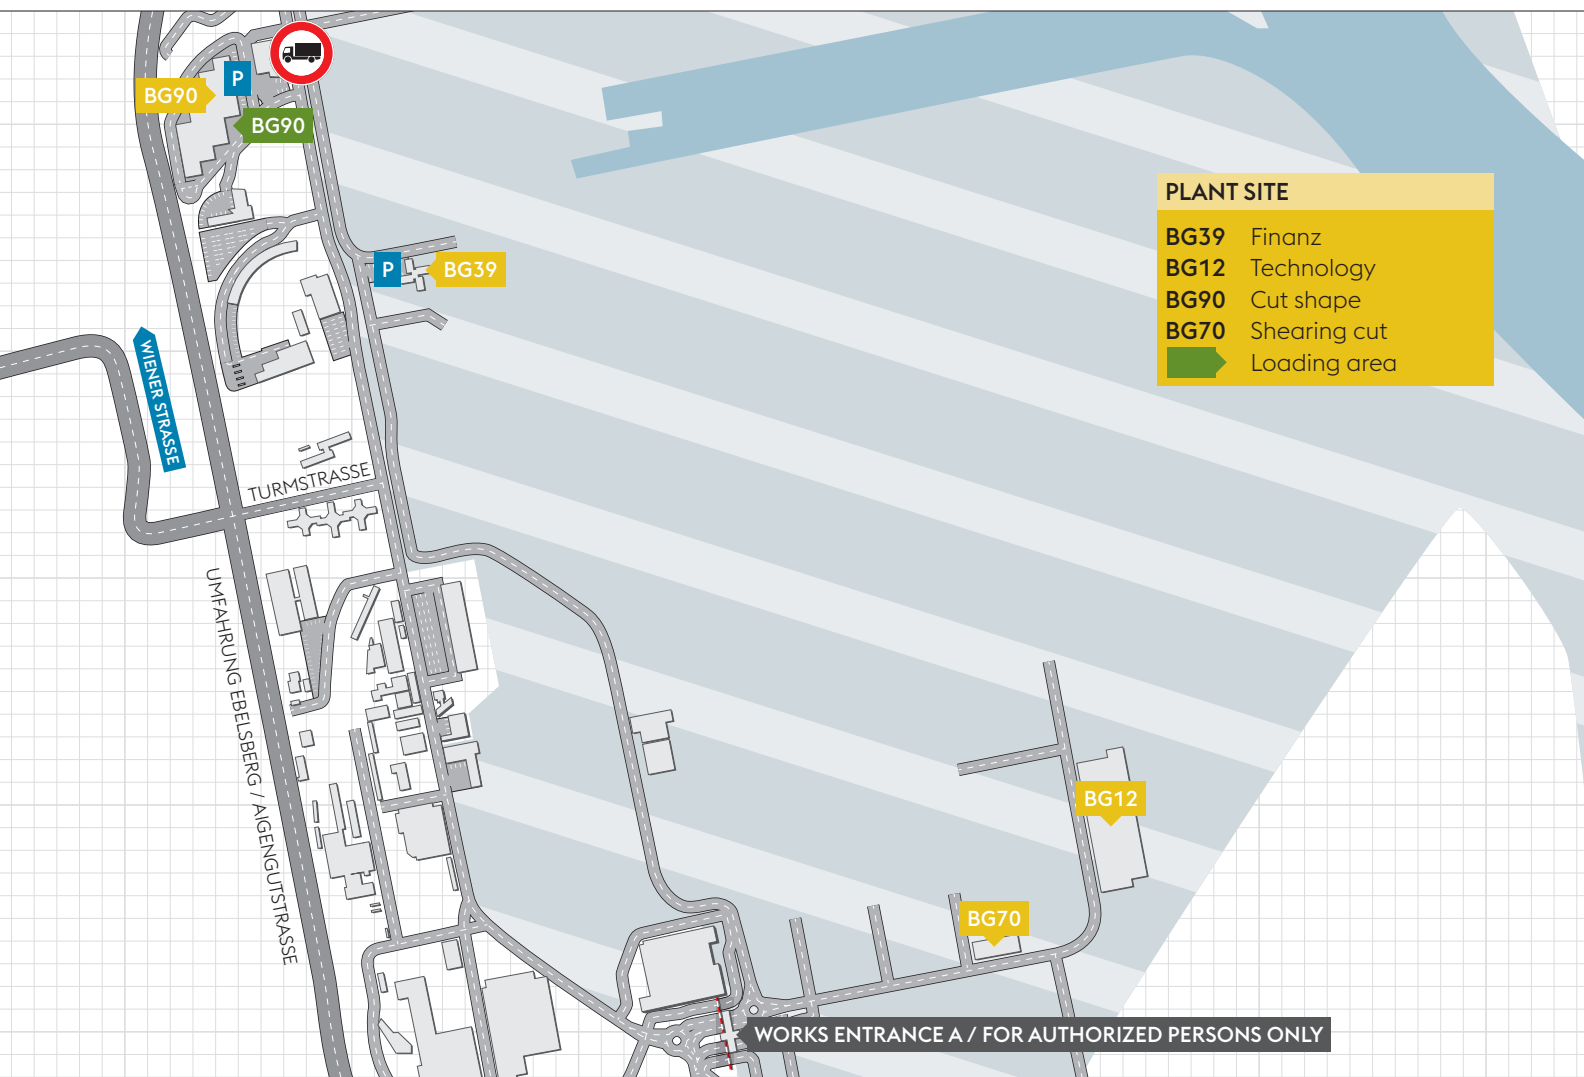 P
BG90
BG90
PLANT SITE
BG39 Finanz
BG12 Technology
BG90 Cut shape
BG70 Shearing cut
Loading area
P
BG39
WIENER STRASSE
TURMSTRASSE
UMFAHRUNG EBELSBERG / AIGENGUTSTRASSE
BG12
BG70
WORKS ENTRANCE A / FOR AUTHORIZED PERSONS ONLY